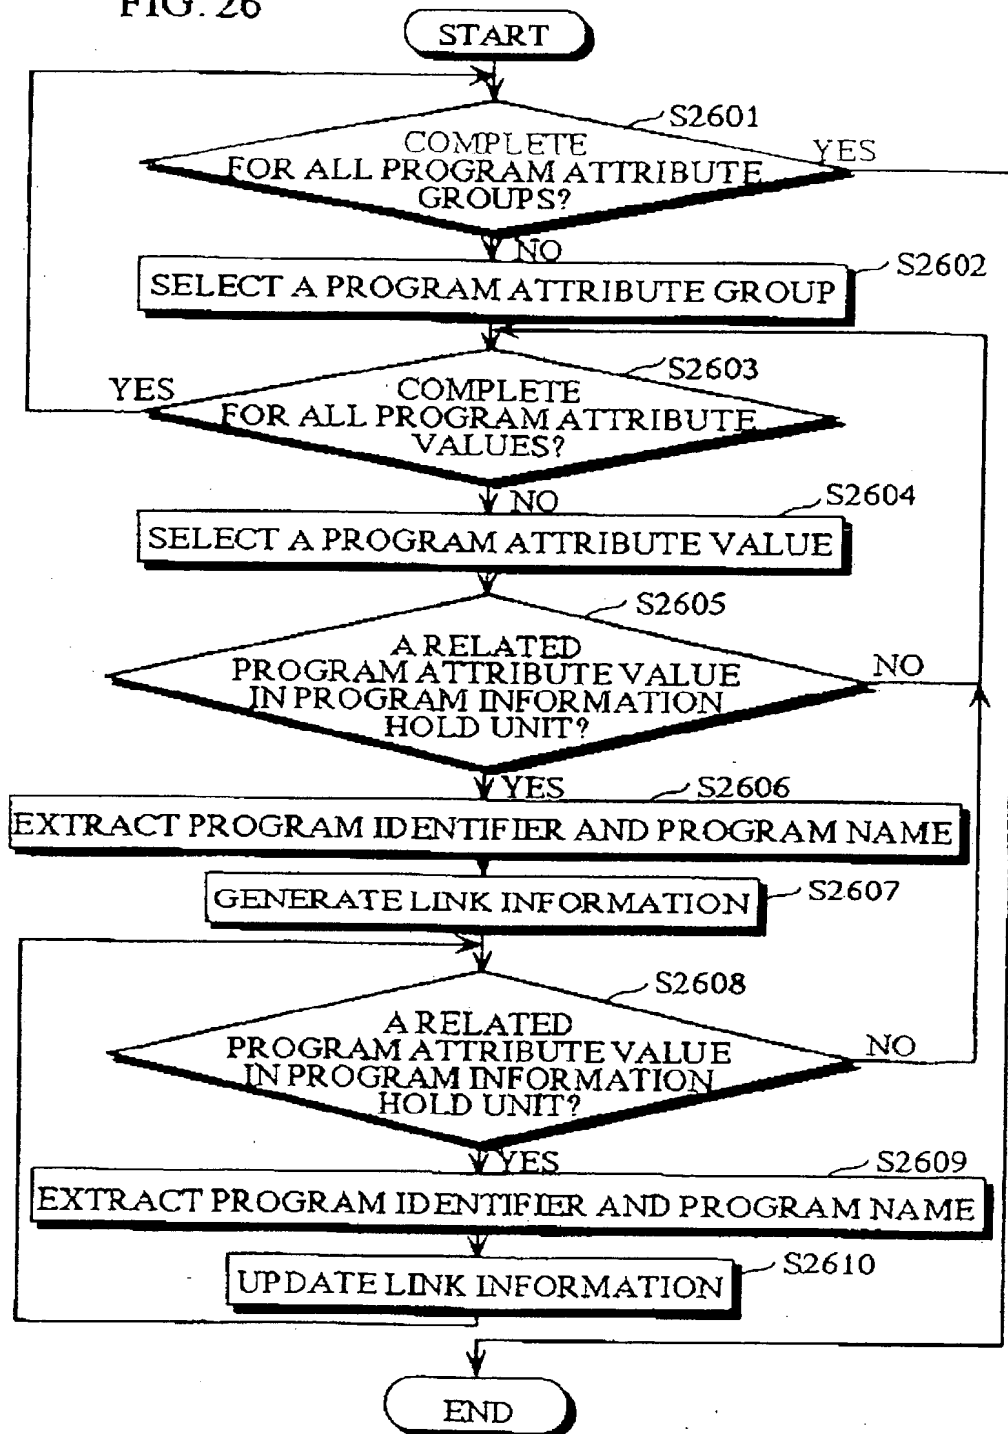 FIG. 26
START
S2601
COMPLETE
FOR ALL PROGRAM ATTRIBUTE
GROUPS?
YES
NO
S2602
SELECT A PROGRAM ATTRIBUTE GROUP
S2603
YES
COMPLETE
FOR ALL PROGRAM ATTRIBUTE
VALUES?
NO
S2604
SELECT A PROGRAM ATTRIBUTE VALUE
S2605
A RELATED
PROGRAM ATTRIBUTE VALUE
IN PROGRAM INFORMATION
HOLD UNIT?
NO
YES
S2606
EXTRACT PROGRAM IDENTIFIER AND PROGRAM NAME
S2607
GENERATE LINK INFORMATION
S2608
A RELATED
PROGRAM ATTRIBUTE VALUE
IN PROGRAM INFORMATION
HOLD UNIT?
NO
YES
S2609
EXTRACT PROGRAM IDENTIFIER AND PROGRAM NAME
S2610
UPDATE LINK INFORMATION
END